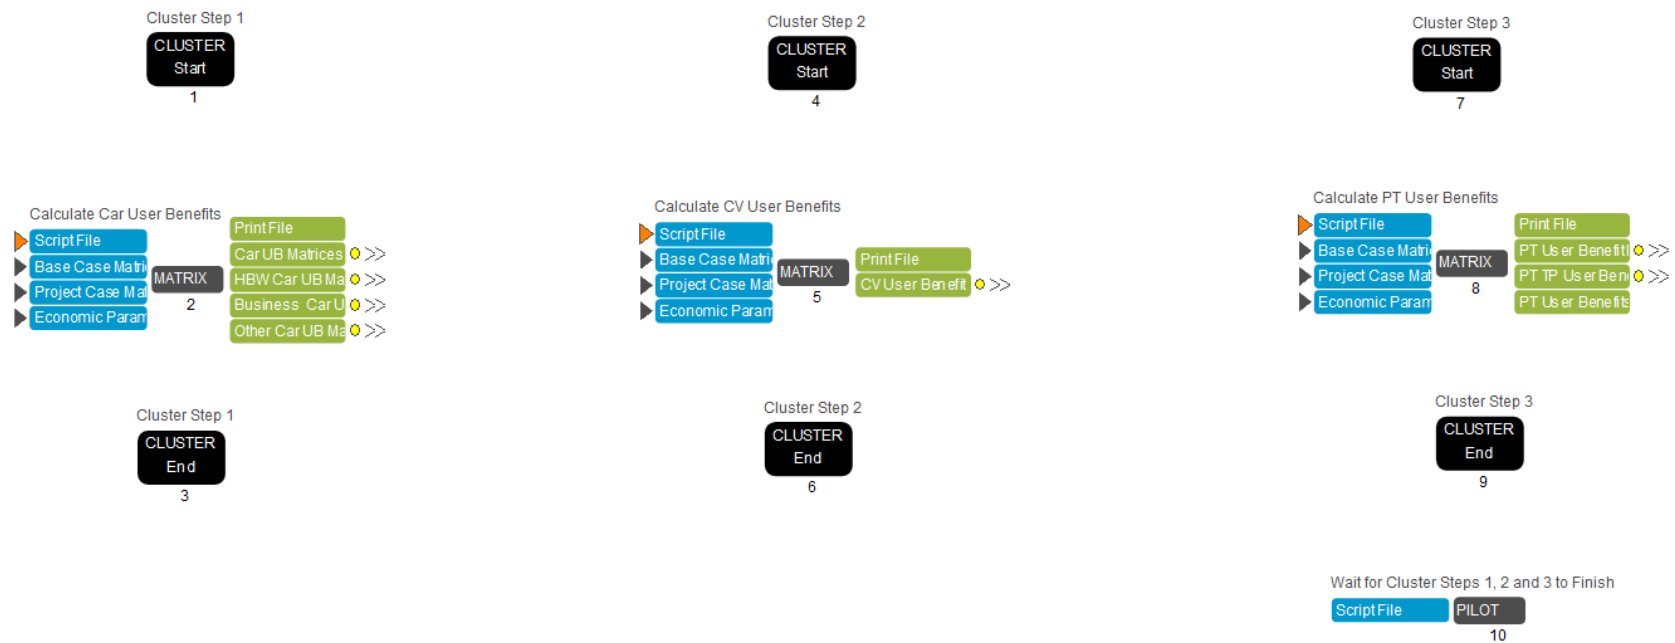 Cluster Step 1
CLUSTER
Start
1
Calculate Car User Benefits
Script File
Base Case Matri
Project Case Mat
Economic Param
MATRIX
2
Print File
Car UB Matrices
HBW Car UB Ma
Business Car U
Other Car UB Ma
Cluster Step 1
CLUSTER
End
3
Cluster Step 2
CLUSTER
Start
4
Calculate CV User Benefits
Script File
Base Case Matri
Project Case Mat
Economic Param
MATRIX
5
Print File
CV User Benefit
Cluster Step 2
CLUSTER
End
6
Cluster Step 3
CLUSTER
Start
7
Calculate PT User Benefits
Script File
Base Case Matri
Project Case Mat
Economic Param
MATRIX
8
Print File
PT User Benefit
PT TP User Ben
PT User Benefits
Cluster Step 3
CLUSTER
End
9
Wait for Cluster Steps 1, 2 and 3 to Finish
Script File
PILOT
10